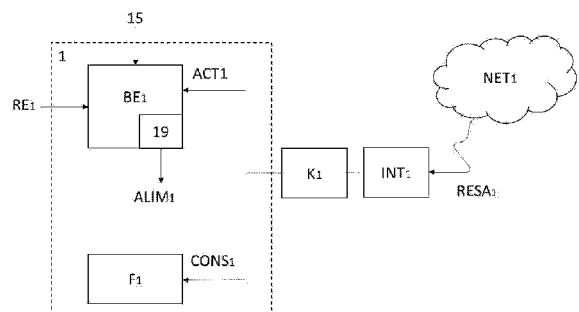 15
1
ACT1
NET1
RE1
BE1
19
K1
INT1
ALIM1
RESA1
CONS1
F1